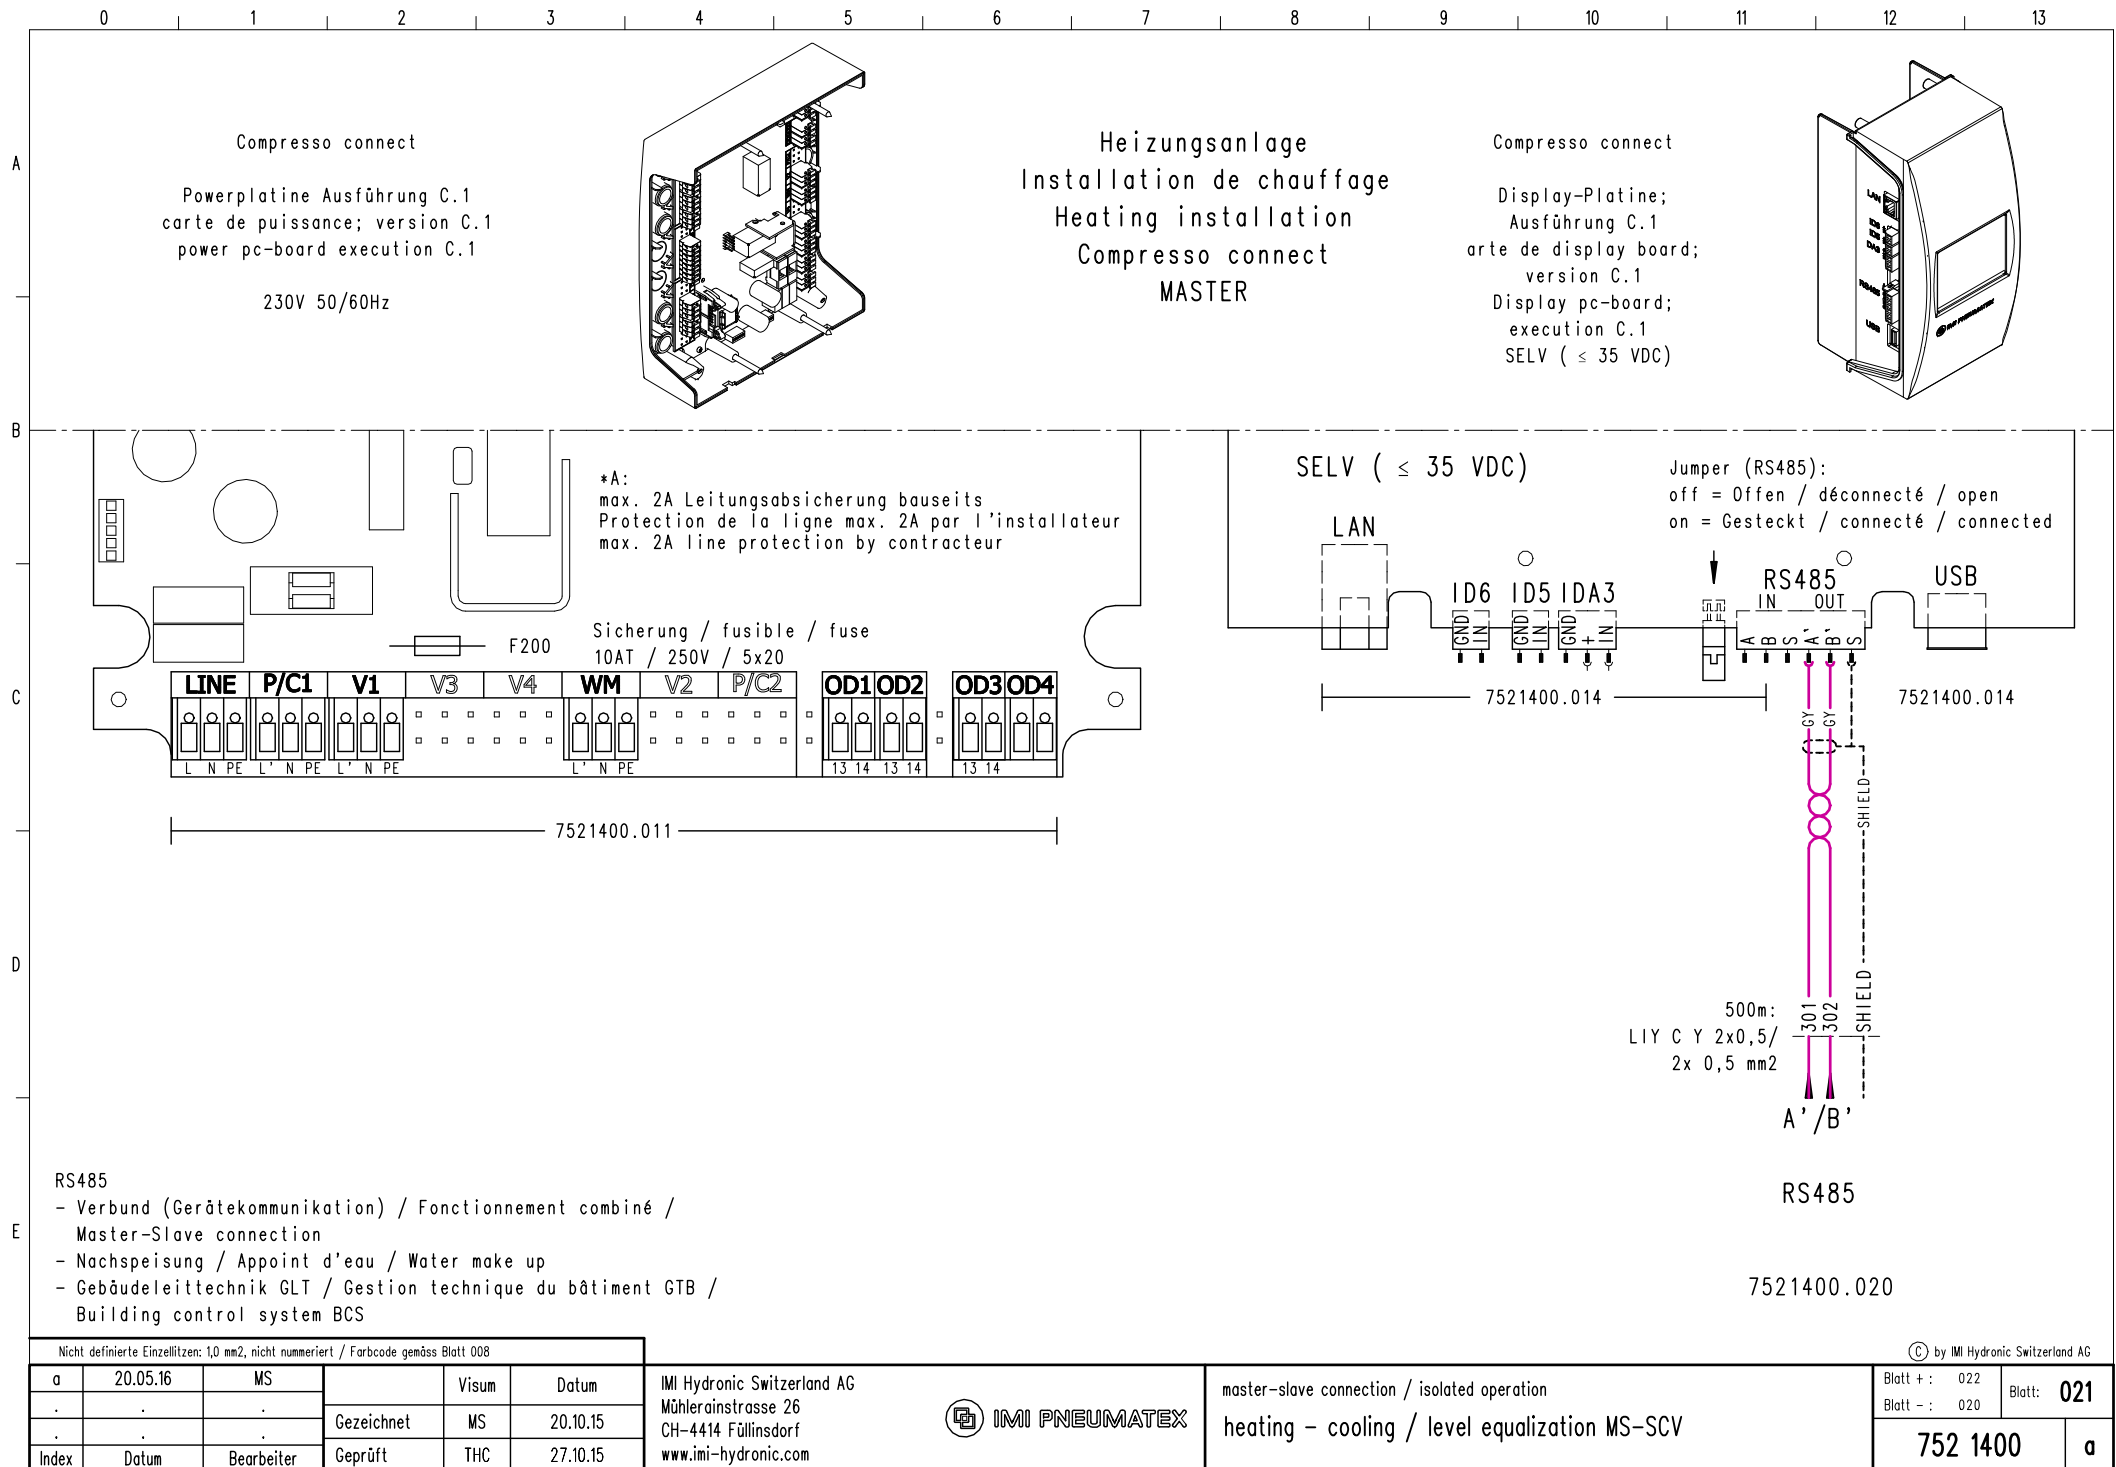 0 1 2 3 4 5 6 7 8 9 10 11 12 13
A
B
C
D
E
Compresso connect
Powerplatine Ausführung C.1
carte de puissance; version C.1
power pc-board execution C.1
230V 50/60Hz
Heizungsanlage
Installation de chauffage
Heating installation
Compresso connect
MASTER
Compresso connect
Display-Platine;
Ausführung C.1
arte de display board;
version C.1
Display pc-board;
execution C.1
SELV ( ≤ 35 VDC)
LAN
RS485
USB
IMI PNEUMATEX
*A:
max. 2A Leitungsabsicherung bauseits
Protection de la ligne max. 2A par l'installateur
max. 2A line protection by contracteur
F200
Sicherung / fusible / fuse
10AT / 250V / 5x20
LINE P/C1 V1 V3 V4 WM V2 P/C2 OD1 OD2 OD3 OD4
L N PE L' N PE L' N PE L' N PE 13 14 13 14 13 14
7521400.011
SELV ( ≤ 35 VDC)
Jumper (RS485):
off = Offen / déconnecté / open
on = Gesteckt / connecté / connected
LAN
ID6 ID5 IDA3
RS485
IN OUT
USB
GND IN GND IN GND + IN A B S A' B' S
7521400.014
7521400.014
GY GY
SHIELD
301 302 SHIELD
500m:
LIY C Y 2x0,5/
2x 0,5 mm2
A'/B'
RS485
7521400.020
RS485
- Verbund (Gerätekommunikation) / Fonctionnement combiné /
Master-Slave connection
- Nachspeisung / Appoint d'eau / Water make up
- Gebäudeleittechnik GLT / Gestion technique du bâtiment GTB /
Building control system BCS
Nicht definierte Einzellitzen: 1,0 mm2, nicht nummeriert / Farbcode gemäss Blatt 008
© by IMI Hydronic Switzerland AG
a 20.05.16 MS
. . .
. . .
Index Datum Bearbeiter
Visum Datum
Gezeichnet MS 20.10.15
Geprüft THC 27.10.15
IMI Hydronic Switzerland AG
Mühlerainstrasse 26
CH-4414 Füllinsdorf
www.imi-hydronic.com
IMI PNEUMATEX
master-slave connection / isolated operation
heating - cooling / level equalization MS-SCV
Blatt + : 022
Blatt - : 020
Blatt: 021
752 1400 a